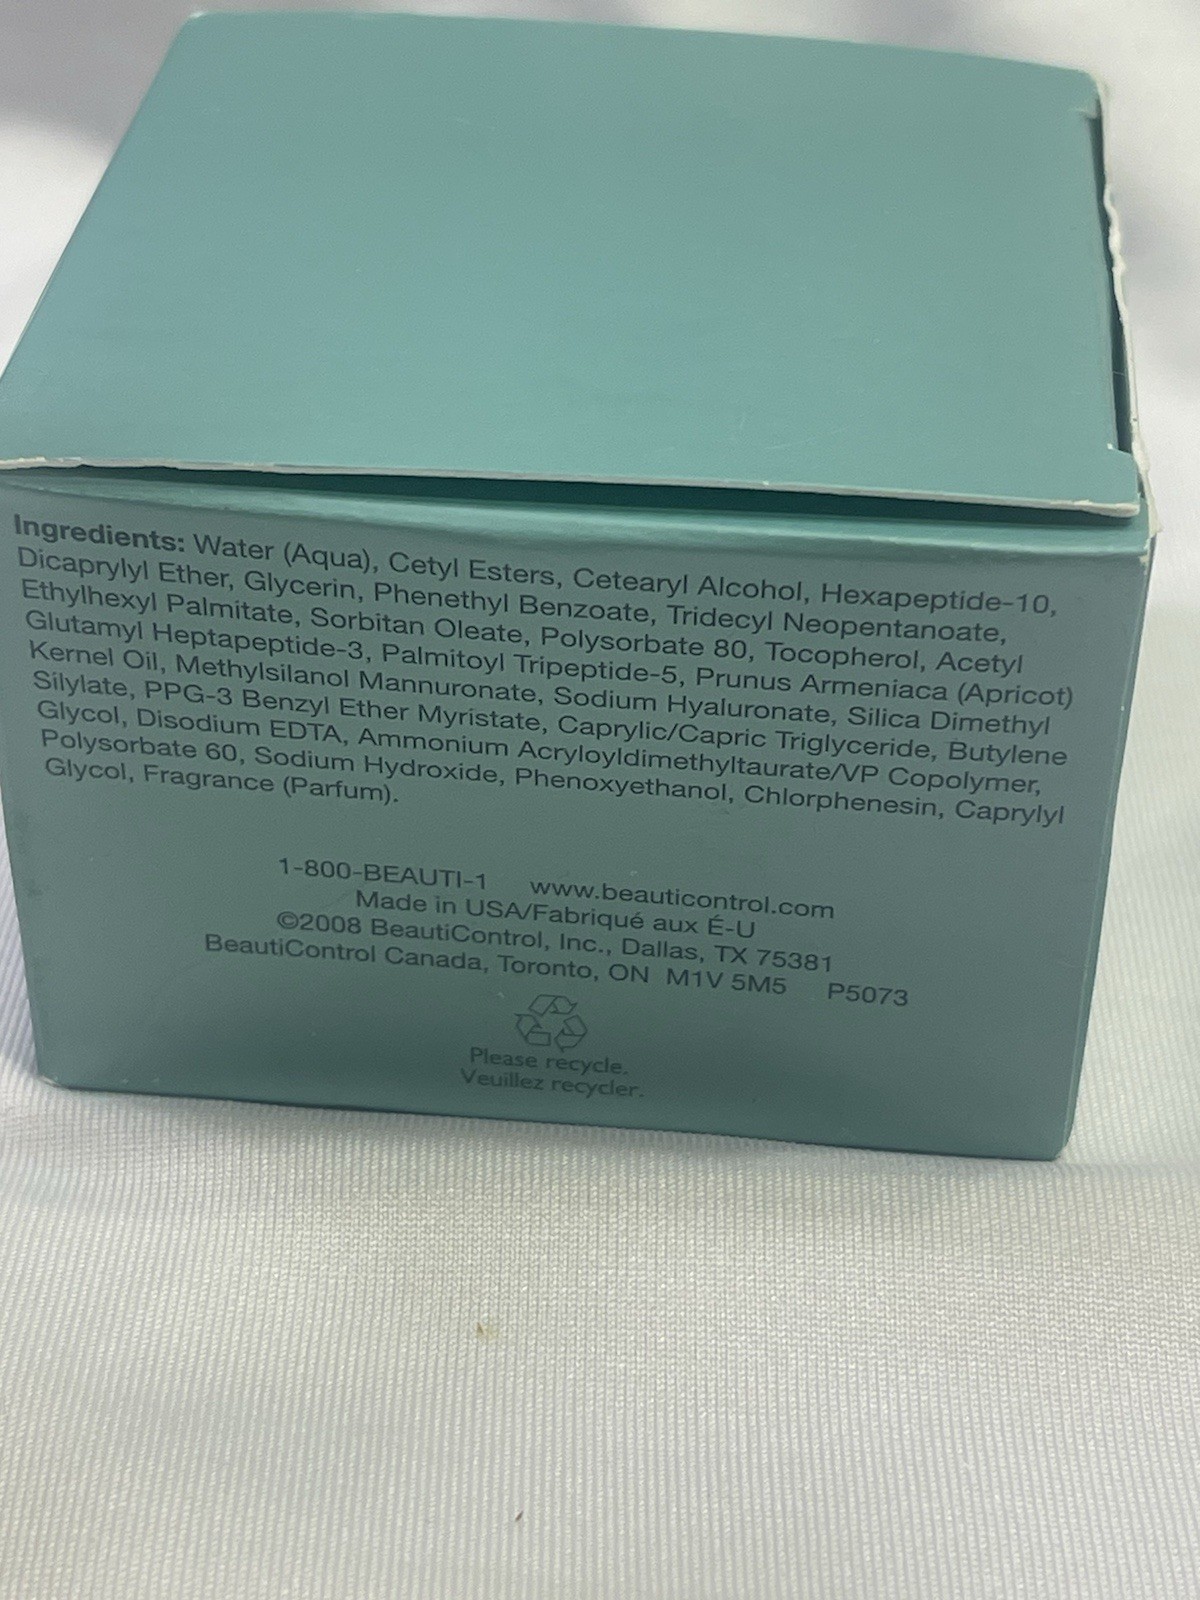 Ingredients: Water (Aqua), Cetyl Esters, Cetearyl Alcohol, Hexapeptide-10,
Dicaprylyl Ether, Glycerin, Phenethyl Benzoate, Tridecyl Neopentanoate,
Ethylhexyl Palmitate, Sorbitan Oleate, Polysorbate 80, Tocopherol, Acetyl
Glutamyl Heptapeptide-3, Palmitoyl Tripeptide-5, Prunus Armeniaca (Apricot)
Kernel Oil, Methylsilanol Mannuronate, Sodium Hyaluronate, Silica Dimethyl
Silylate, PPG-3 Benzyl Ether Myristate, Caprylic/Capric Triglyceride, Butylene
Glycol, Disodium EDTA, Ammonium Acryloyldimethyltaurate/VP Copolymer,
Polysorbate 60, Sodium Hydroxide, Phenoxyethanol, Chlorphenesin, Caprylyl
Glycol, Fragrance (Parfum).
1-800-BEAUTI-1 www.beauticontrol.com
Made in USA/Fabriqué aux É-U
©2008 BeautiControl, Inc., Dallas, TX 75381
BeautiControl Canada, Toronto, ON M1V 5M5 P5073
Please recycle.
Veuillez recycler.